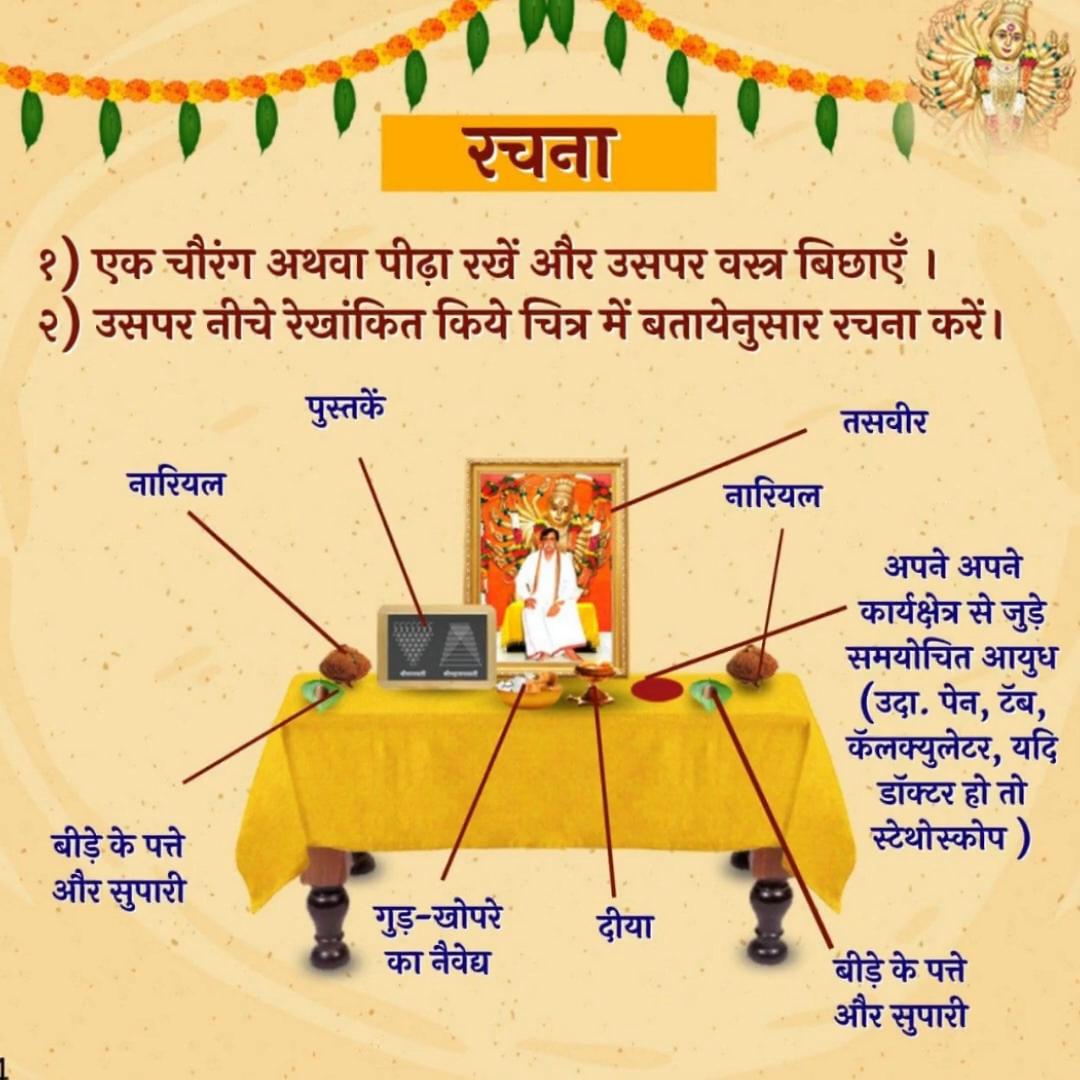 रचना
१) एक चौरंग अथवा पीढ़ा रखें और उसपर वस्त्र बिछाएँ ।
२) उसपर नीचे रेखांकित किये चित्र में बतायेनुसार रचना करें।
पुस्तकें
तसवीर
नारियल
नारियल
अपने अपने
कार्यक्षेत्र से जुड़े
समयोचित आयुध
(उदा. पेन, टॅब,
कॅलक्युलेटर, यदि
डॉक्टर हो तो
स्टेथोस्कोप )
बीड़े के पत्ते
और सुपारी
गुड़-खोपरे
का नैवेद्य
दीया
बीड़े के पत्ते
और सुपारी
1